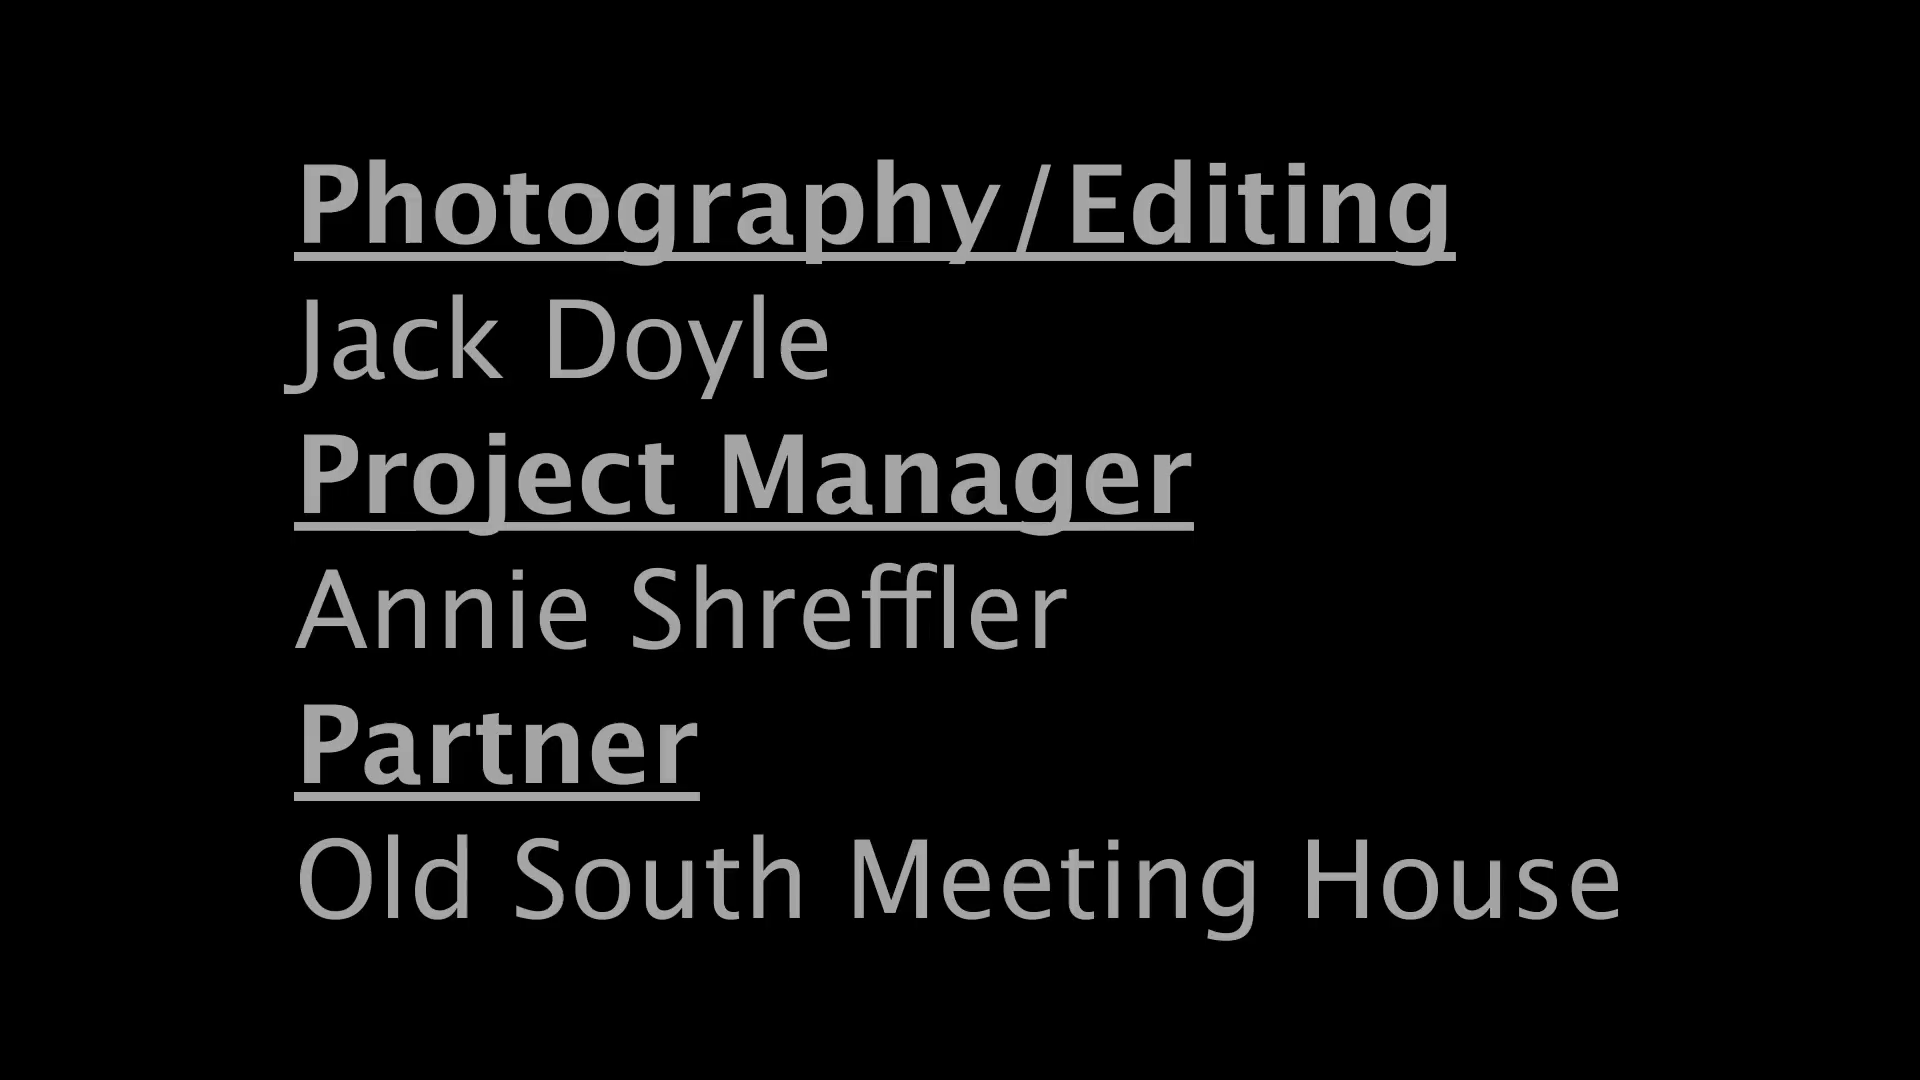 Photography/Editing
Jack Doyle
Project Manager
Annie Shreffler
Partner
Old South Meeting House